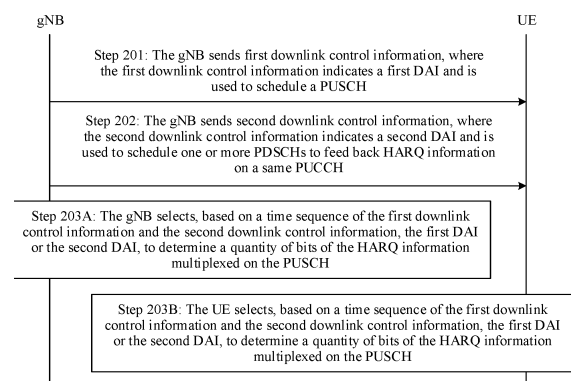 gNB UE
Step 201: The gNB sends first downlink control information, where
the first downlink control information indicates a first DAI and is
used to schedule a PUSCH
Step 202: The gNB sends second downlink control information, where
the second downlink control information indicates a second DAI and is
used to schedule one or more PDSCHs to feed back HARQ information
on a same PUCCH
Step 203A: The gNB selects, based on a time sequence of the first downlink
control information and the second downlink control information, the first DAI
or the second DAI, to determine a quantity of bits of the HARQ information
multiplexed on the PUSCH
Step 203B: The UE selects, based on a time sequence of the first downlink
control information and the second downlink control information, the first DAI
or the second DAI, to determine a quantity of bits of the HARQ information
multiplexed on the PUSCH